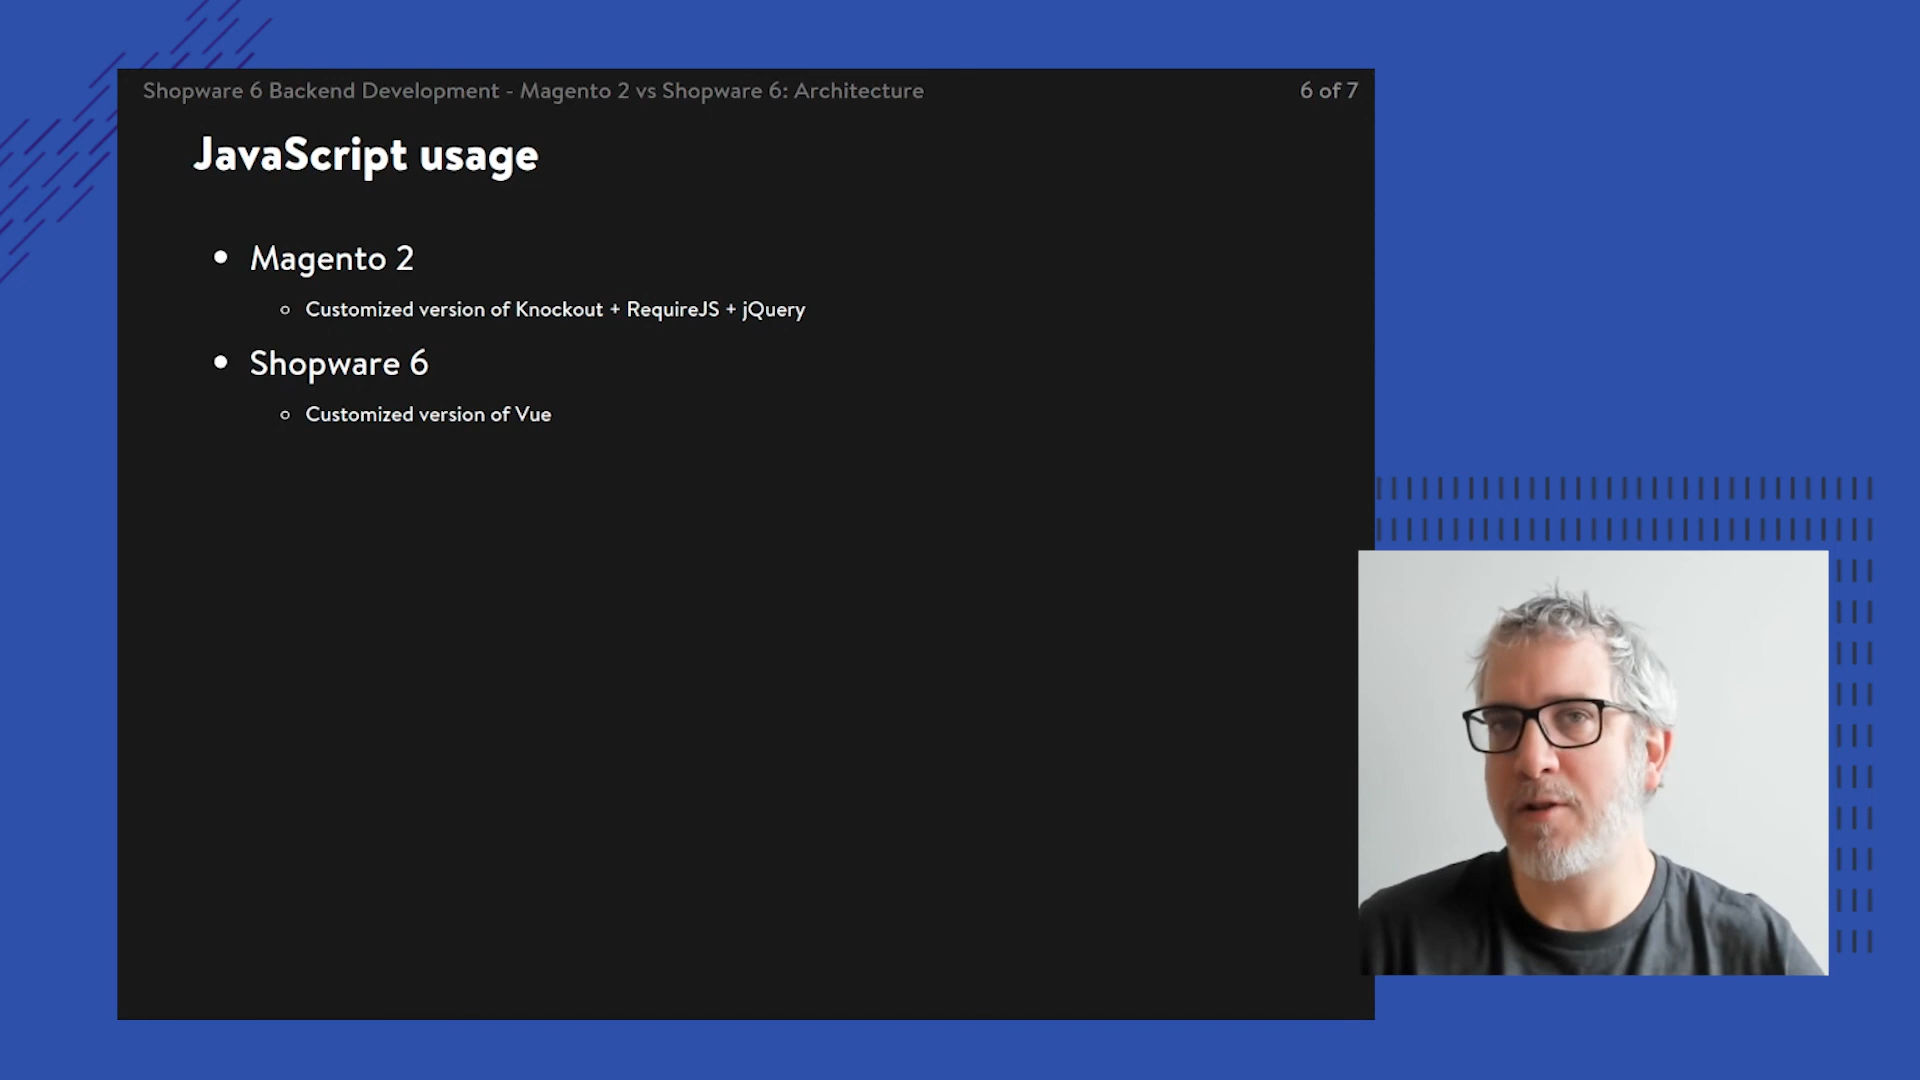 Shopware 6 Backend Development - Magento 2 vs Shopware 6: Architecture
6 of 7
JavaScript usage
Magento 2
Customized version of Knockout + RequireJS + jQuery
Shopware 6
Customized version of Vue